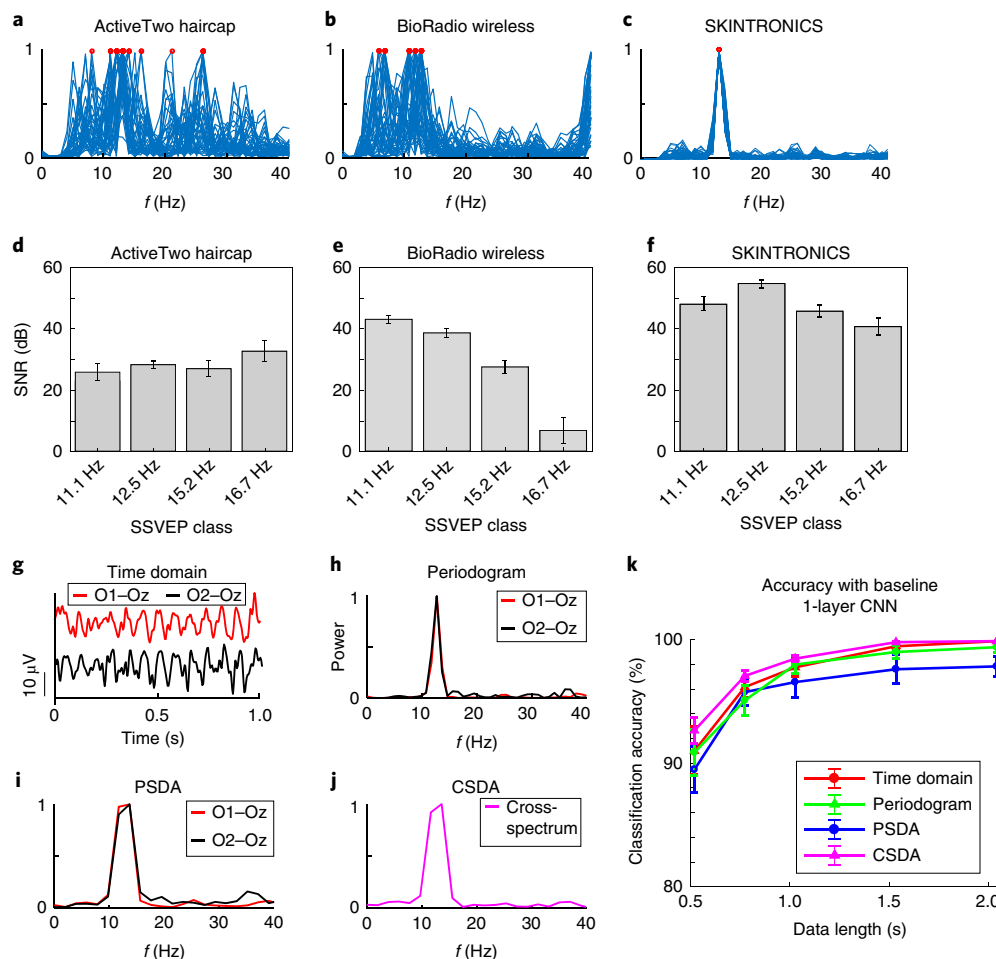 a
ActiveTwo haircap
1
0
0 10 20 30 40
f (Hz)
b
BioRadio wireless
1
0
0 10 20 30 40
f (Hz)
c
SKINTRONICS
1
0
0 10 20 30 40
f (Hz)
d
ActiveTwo haircap
SNR (dB)
60
40
20
0
11.1 Hz
12.5 Hz
15.2 Hz
16.7 Hz
SSVEP class
e
BioRadio wireless
60
40
20
0
11.1 Hz
12.5 Hz
15.2 Hz
16.7 Hz
SSVEP class
f
SKINTRONICS
60
40
20
0
11.1 Hz
12.5 Hz
15.2 Hz
16.7 Hz
SSVEP class
g
Time domain
O1–Oz O2–Oz
10 µV
0 0.5 1.0
Time (s)
h
Periodogram
O1–Oz
O2–Oz
Power
1
0
0 10 20 30 40
f (Hz)
i
PSDA
O1–Oz
O2–Oz
1
0
0 10 20 30 40
f (Hz)
j
CSDA
Cross-
spectrum
1
0
0 10 20 30 40
f (Hz)
k
Accuracy with baseline
1-layer CNN
Classification accuracy (%)
100
90
80
Time domain
Periodogram
PSDA
CSDA
0.5 1.0 1.5 2.0
Data length (s)